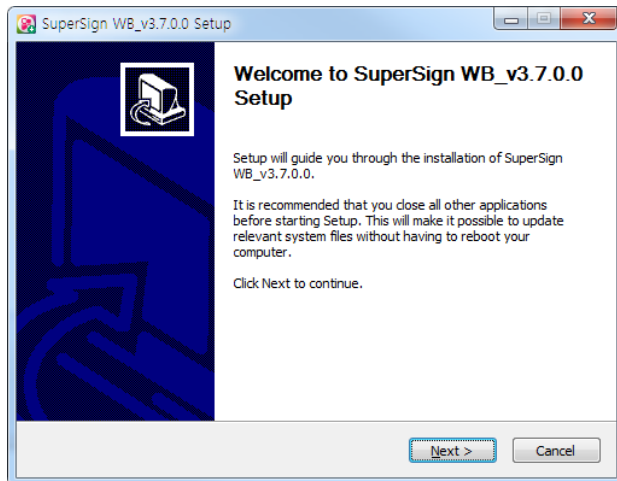 SuperSign WB_v3.7.0.0 Setup
Welcome to SuperSign WB_v3.7.0.0
Setup
Setup will guide you through the installation of SuperSign
WB_v3.7.0.0.
It is recommended that you close all other applications
before starting Setup. This will make it possible to update
relevant system files without having to reboot your
computer.
Click Next to continue.
Next >
Cancel